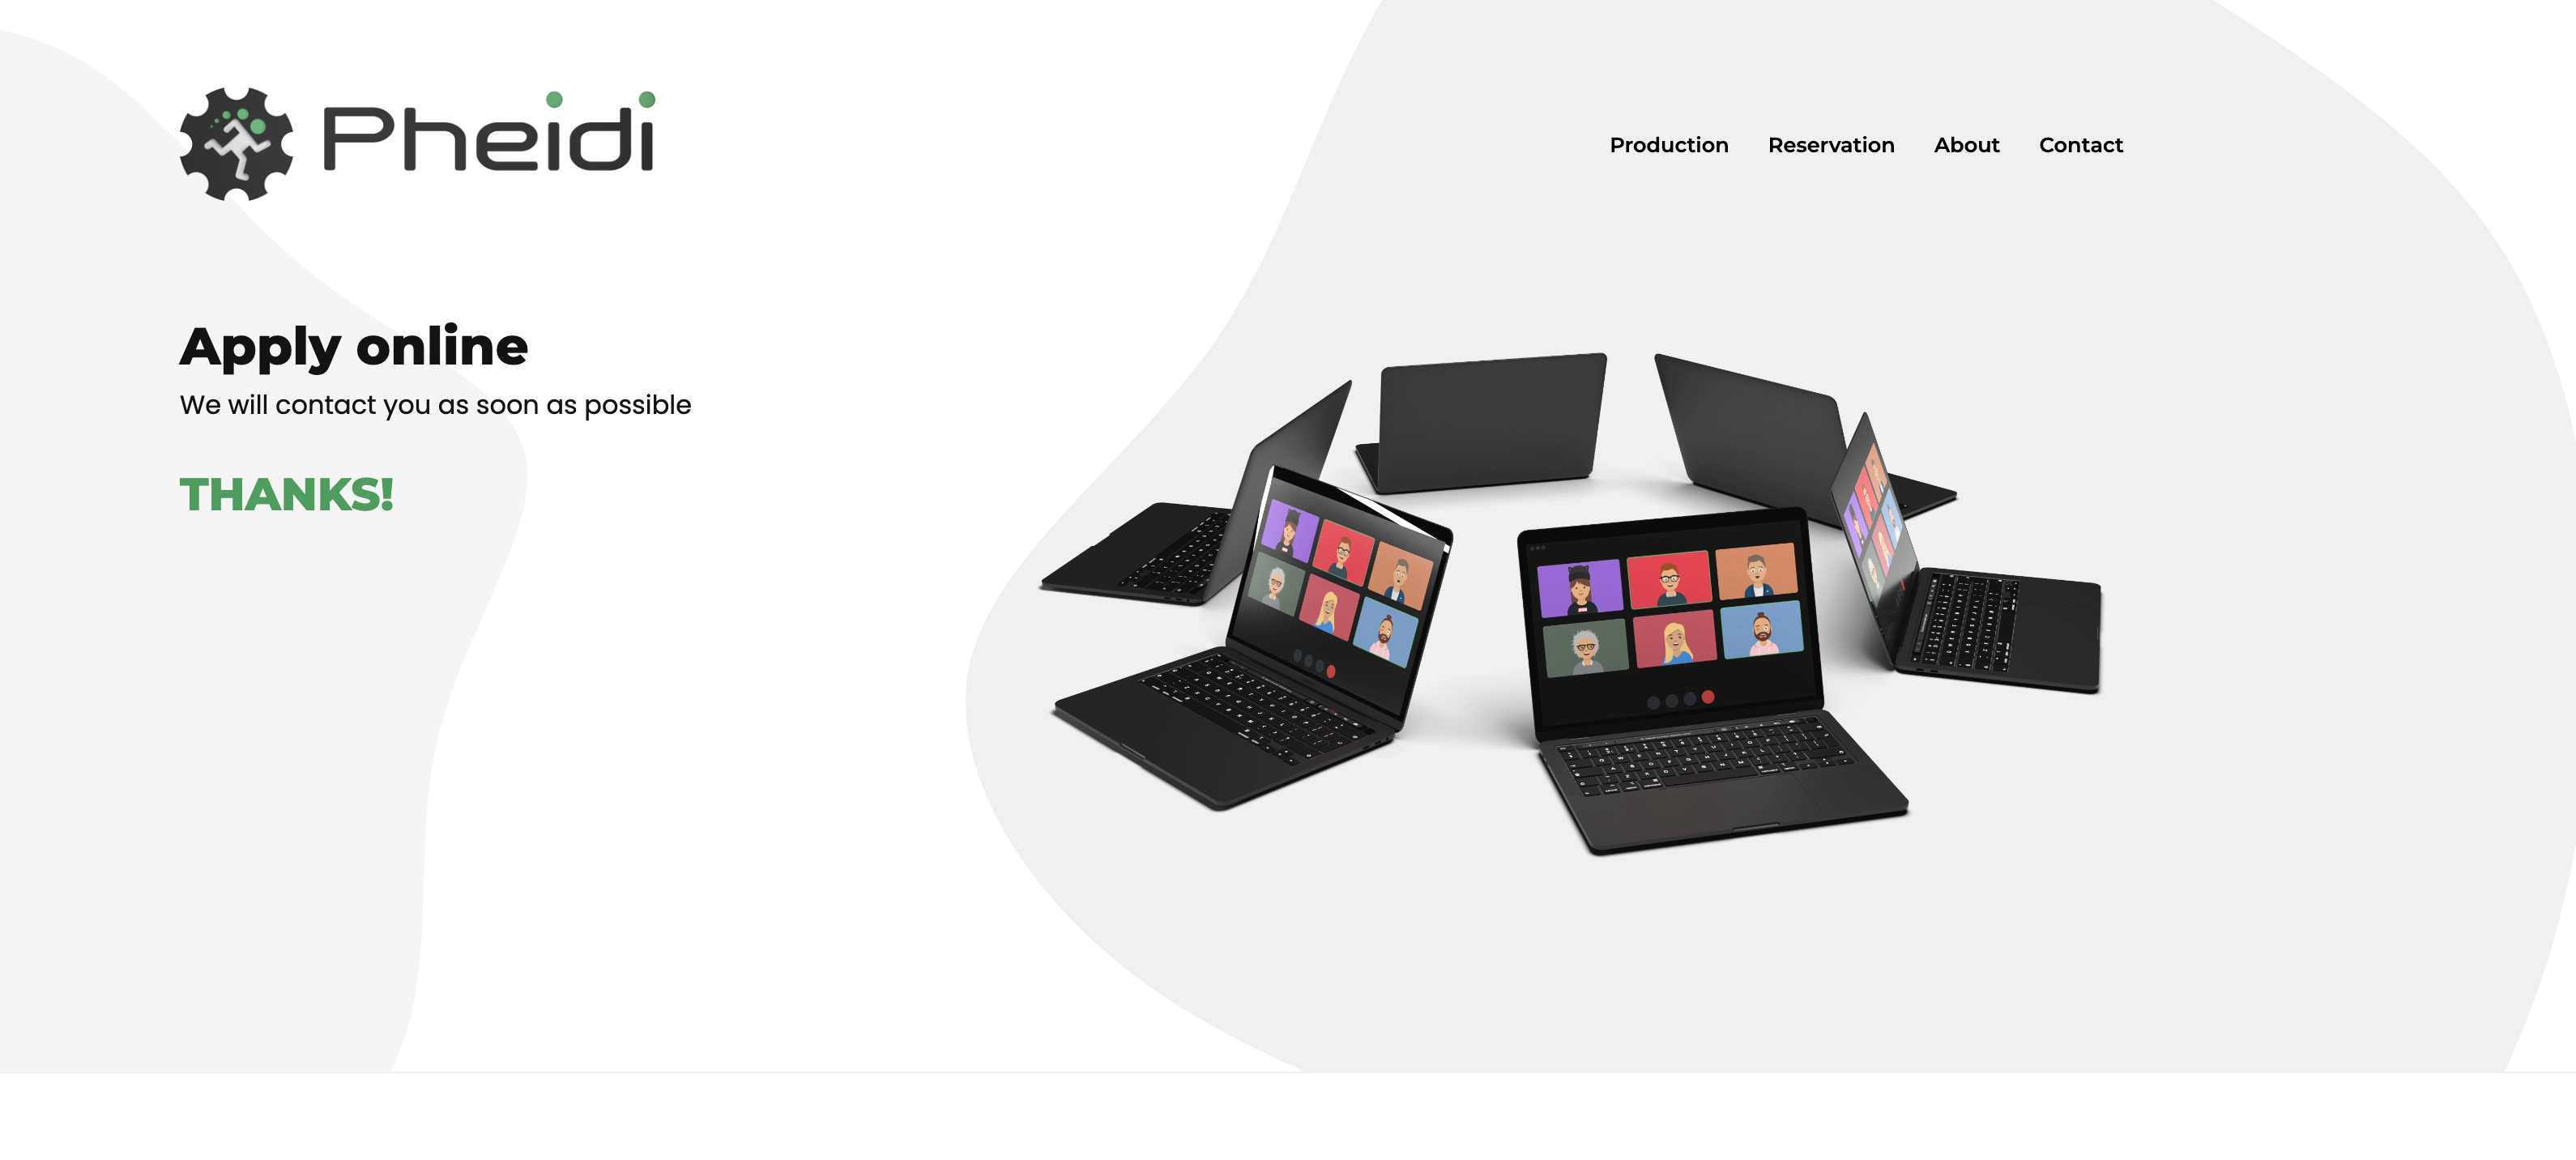 Pheidi
Production Reservation About Contact
Apply online
We will contact you as soon as possible
THANKS!